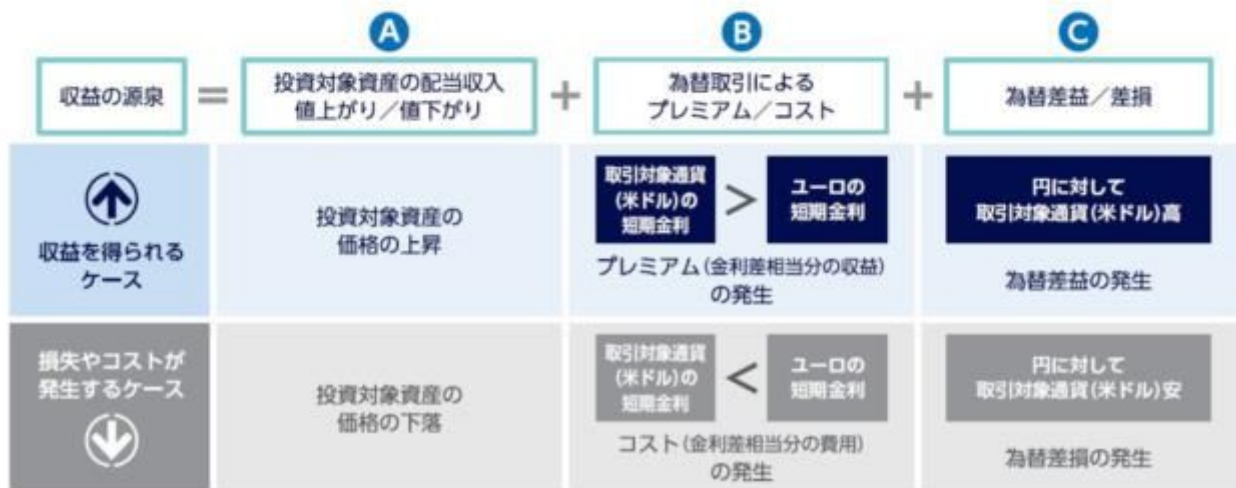 A
B
C
収益の源泉
=
投資対象資産の配当収入
値上がり／値下がり
+
為替取引による
プレミアム／コスト
+
為替差益／差損
収益を得られる
ケース
投資対象資産の
価格の上昇
取引対象通貨
(米ドル)の
短期金利
>
ユーロの
短期金利
プレミアム(金利差相当分の収益)
の発生
円に対して
取引対象通貨(米ドル)高
為替差益の発生
損失やコストが
発生するケース
投資対象資産の
価格の下落
取引対象通貨
(米ドル)の
短期金利
<
ユーロの
短期金利
コスト(金利差相当分の費用)
の発生
円に対して
取引対象通貨(米ドル)安
為替差損の発生